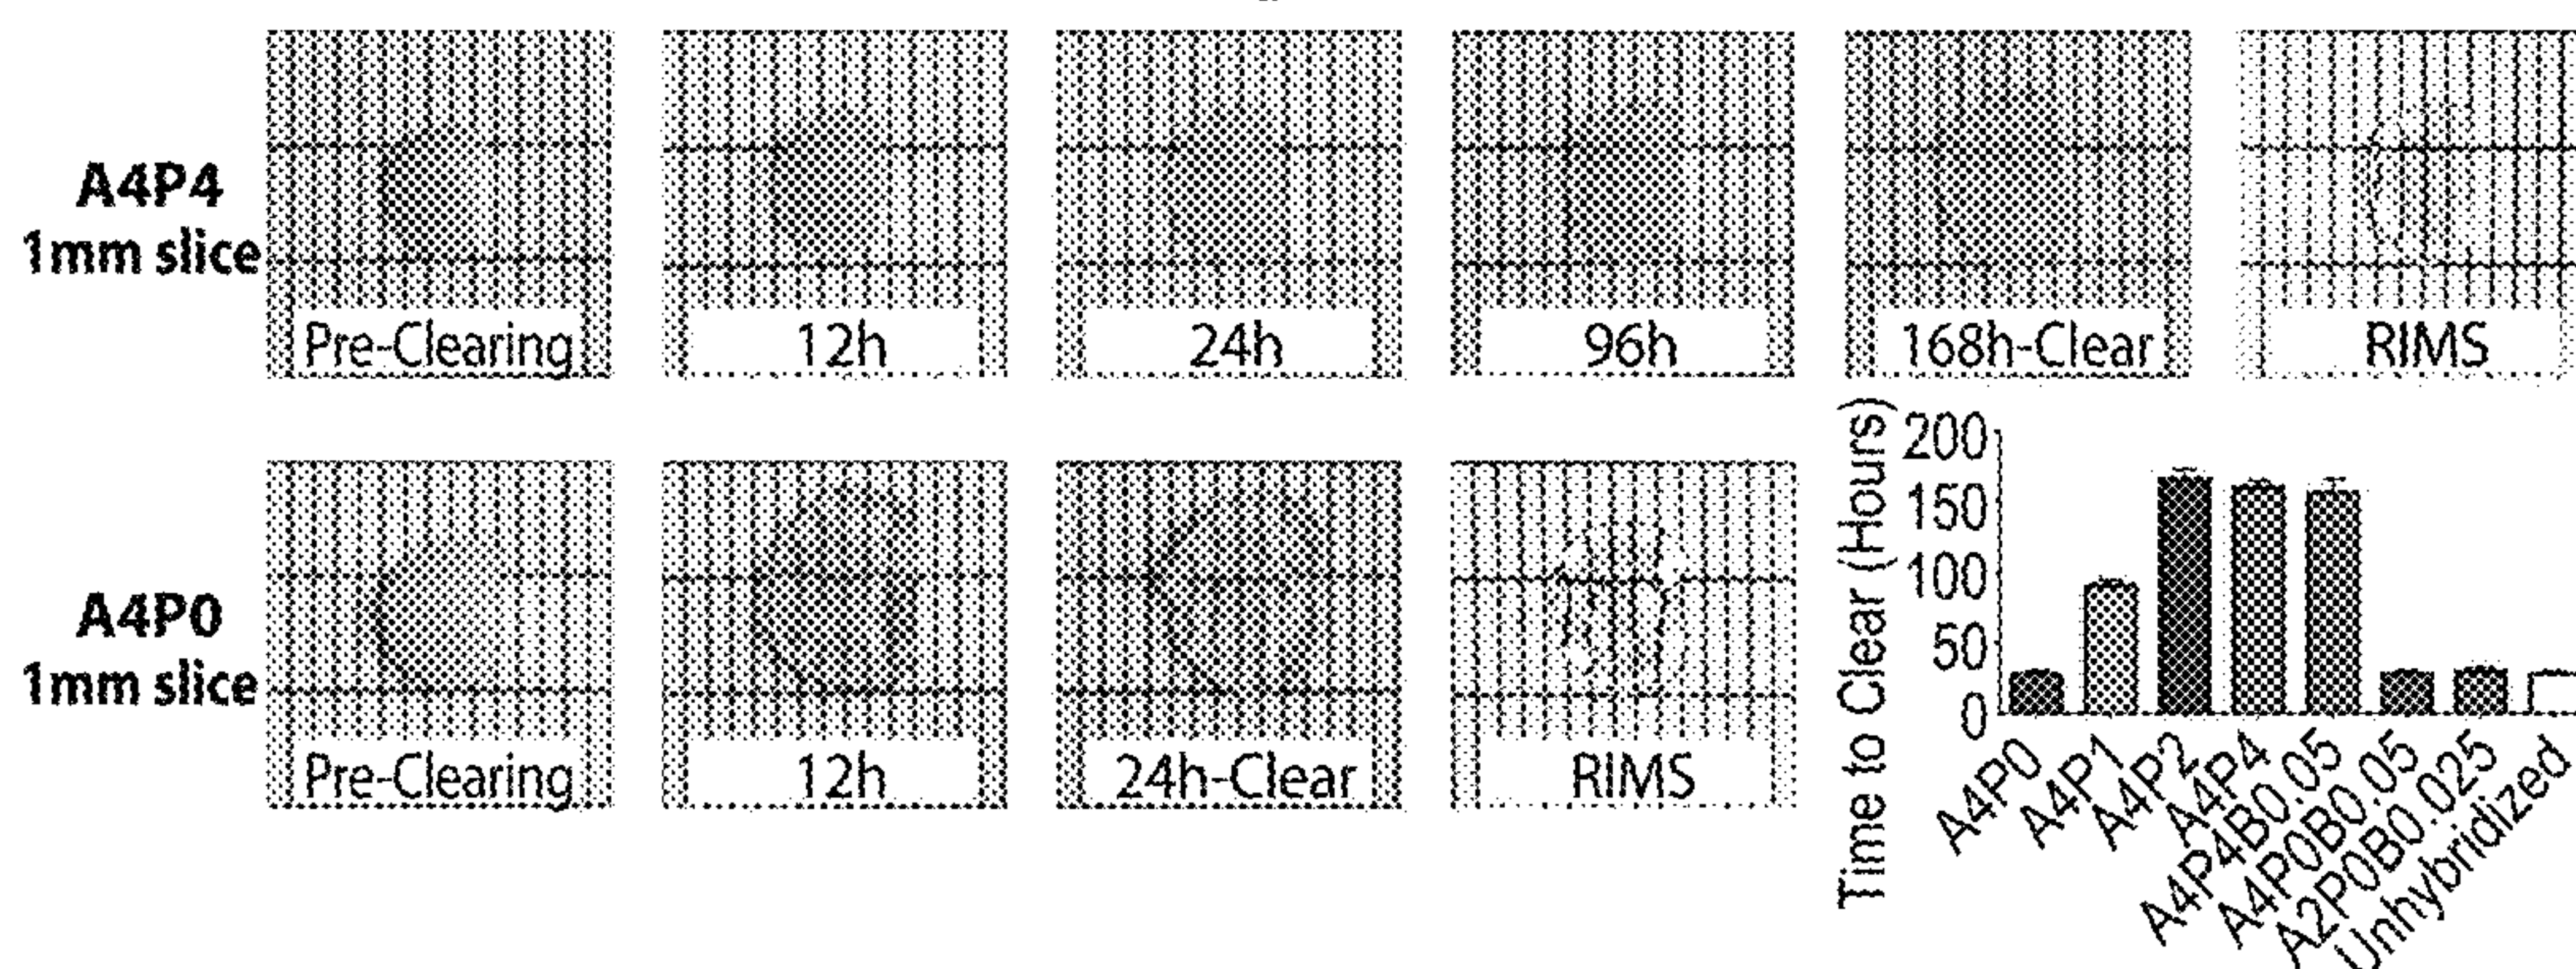 A4P4
1mm slice
Pre-Clearing
12h
24h
96h
168h-Clear
RIMS
A4P0
1mm slice
Pre-Clearing
12h
24h-Clear
RIMS
Time to Clear (Hours)
200
150
100
50
0
A4P0
A4P1
A4P2
A4P4
A4P4B0.05
A4P0B0.05
A2P0B0.025
Unhybridized